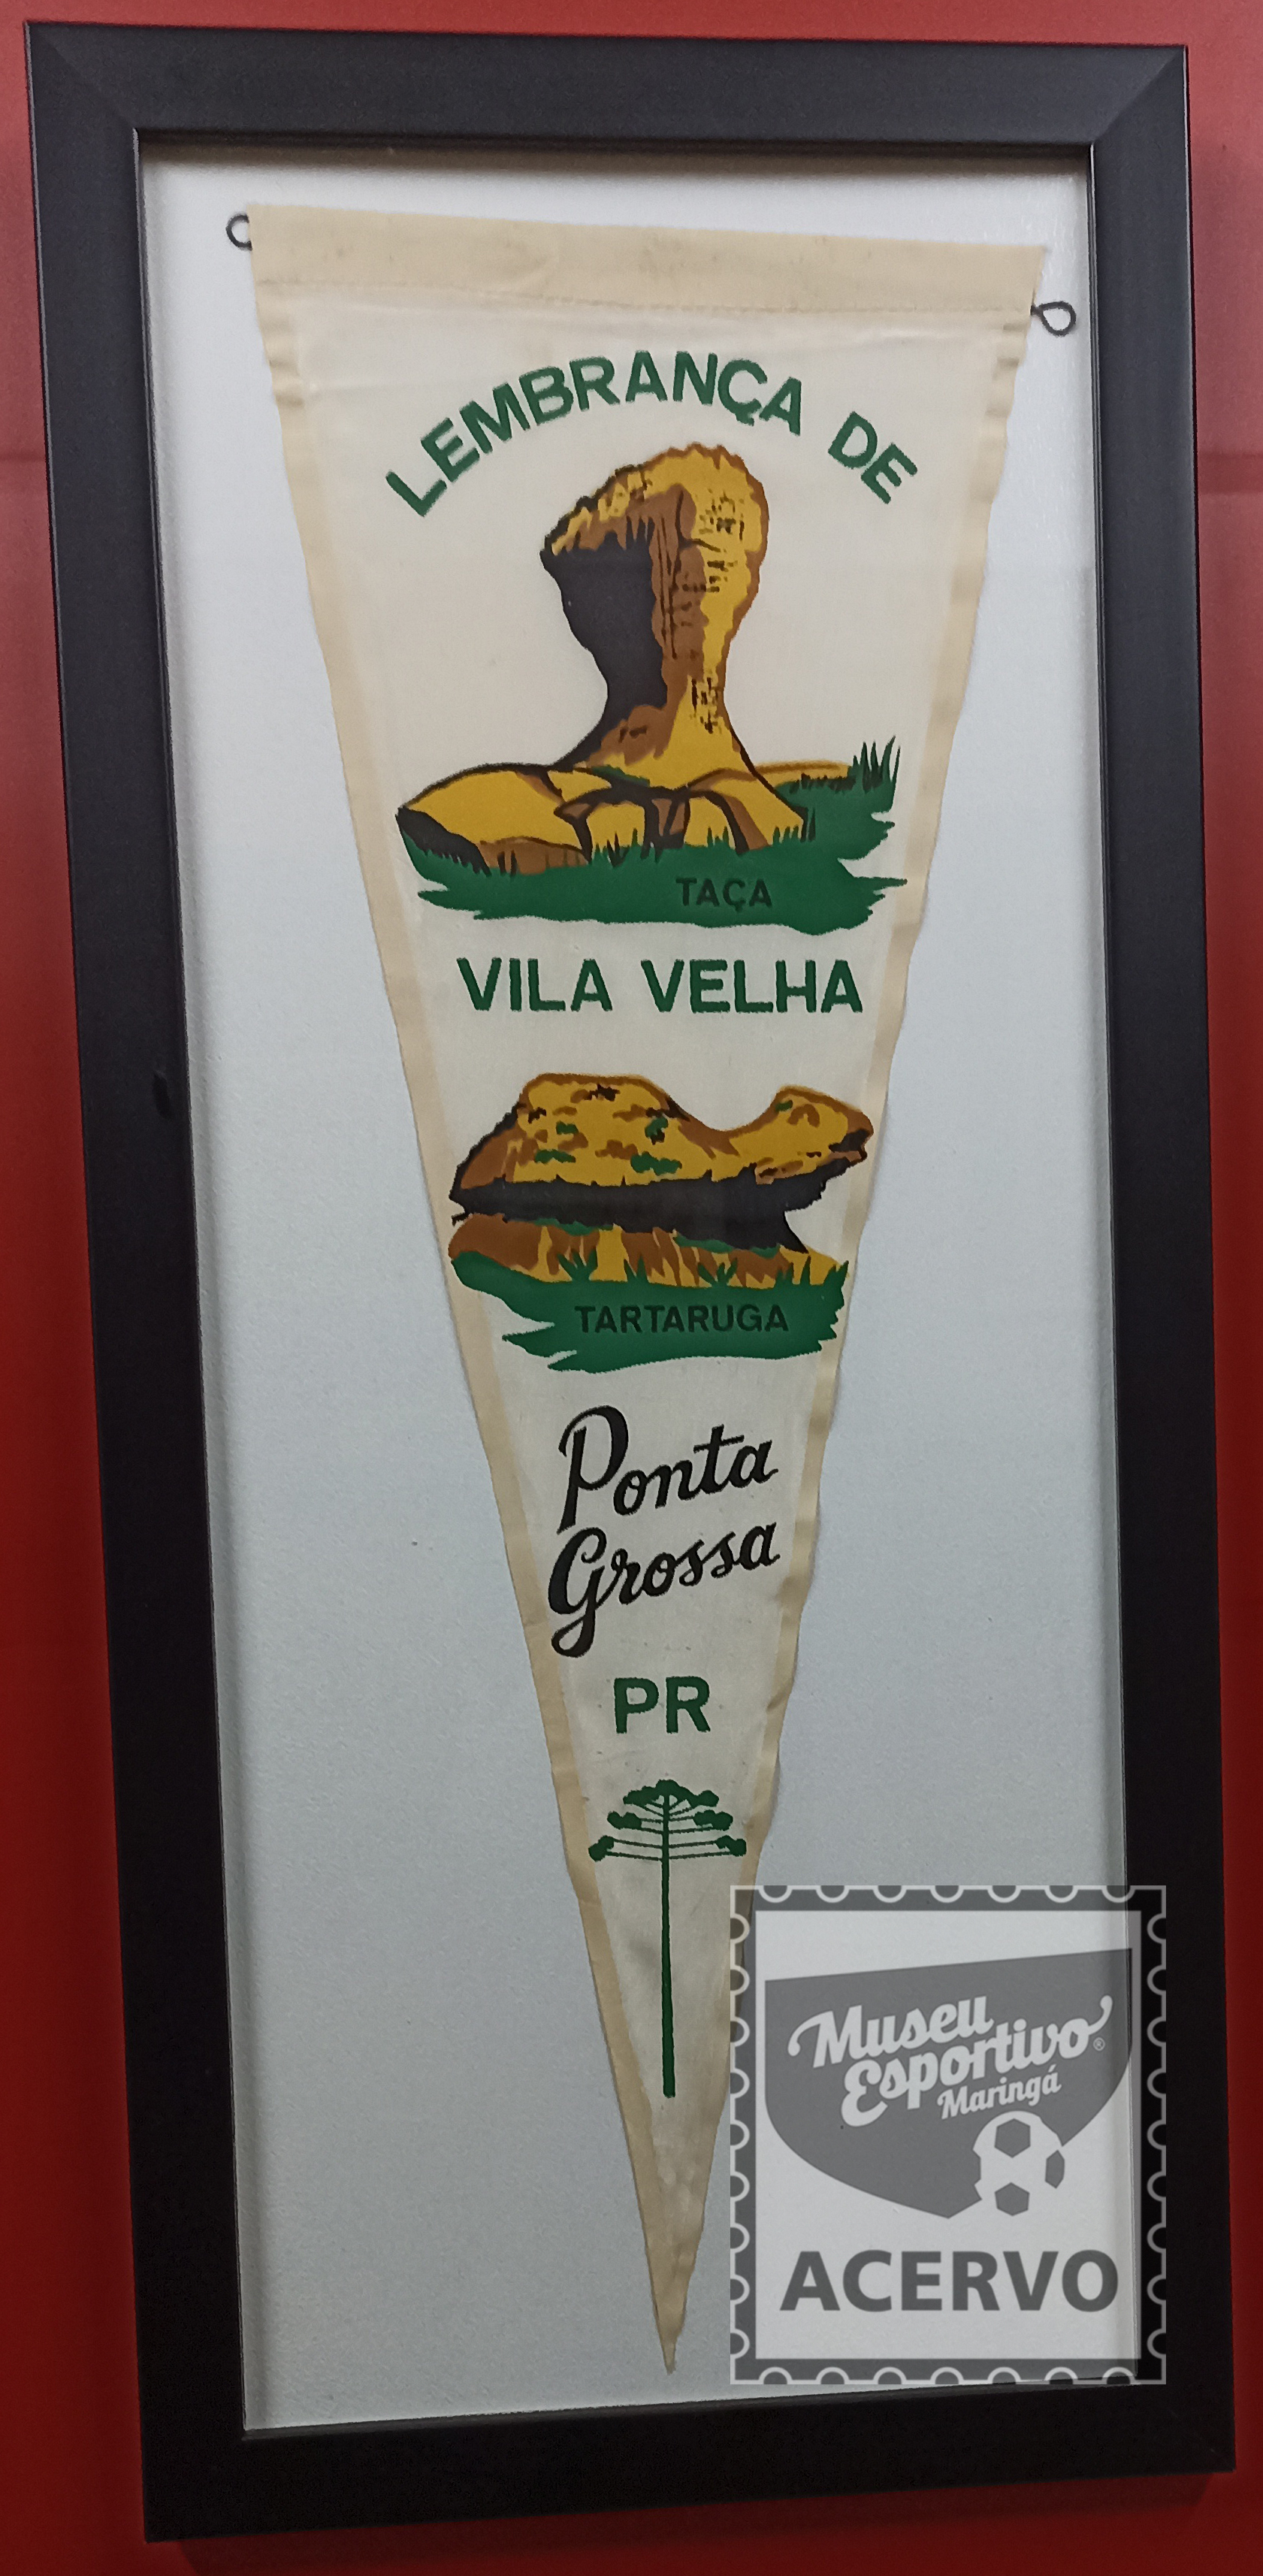 LEMBRANÇA DE
TAÇA
VILA VELHA
TARTARUGA
Ponta
Grossa
PR
Museu
Esportivo®
Maringá
ACERVO